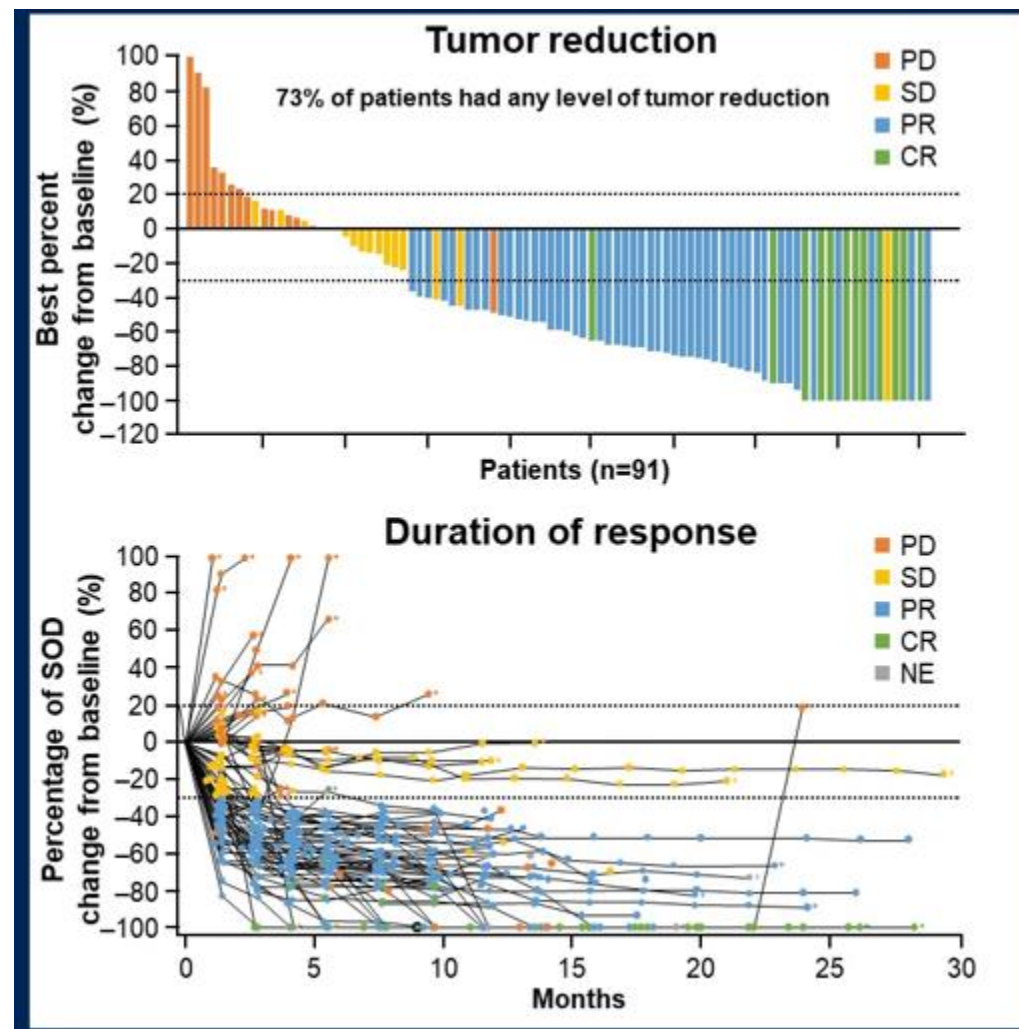 Tumor reduction
73% of patients had any level of tumor reduction
PD
SD
PR
CR
Best percent
change from baseline (%)
100
80
60
40
20
0
–20
–40
–60
–80
–100
–120
Patients (n=91)
Duration of response
PD
SD
PR
CR
NE
Percentage of SOD
change from baseline (%)
100
80
60
40
20
0
–20
–40
–60
–80
–100
0 5 10 15 20 25 30
Months